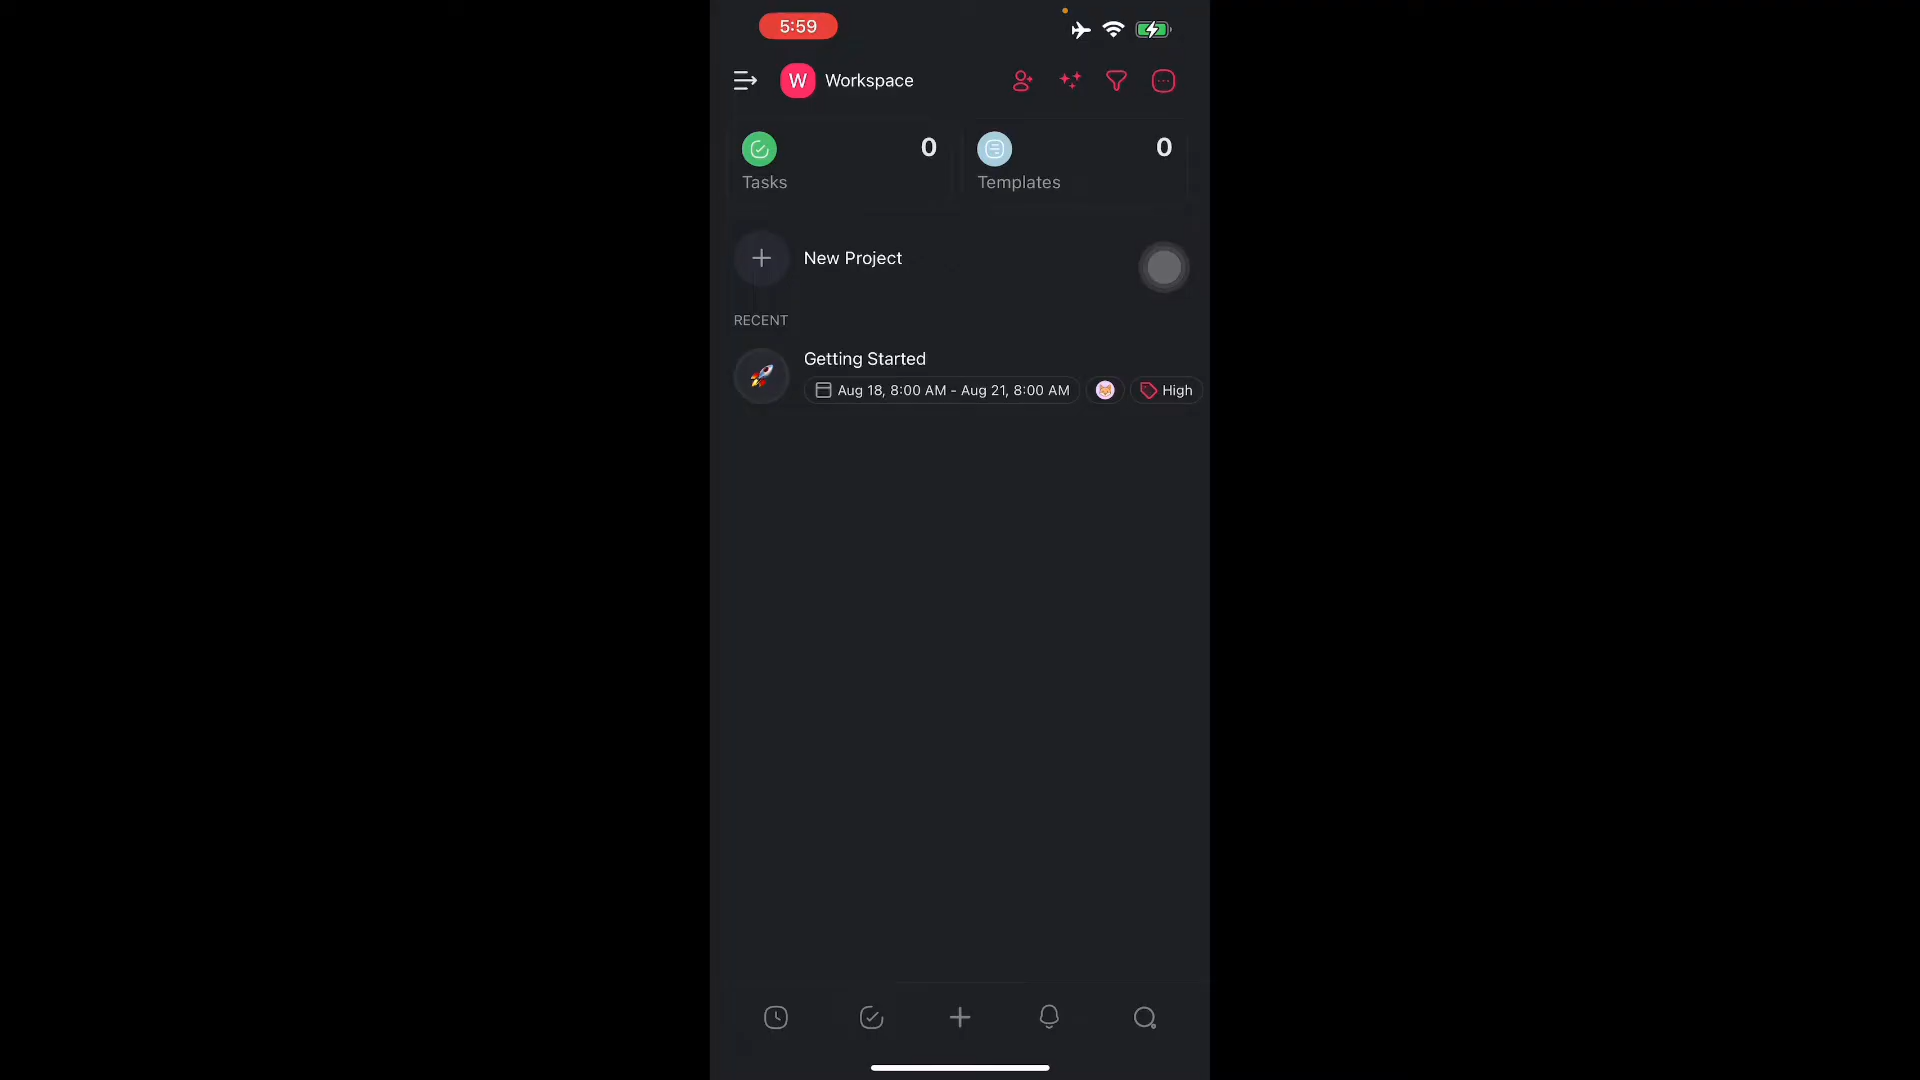 5:59
W Workspace
0
Tasks
0
Templates
New Project
RECENT
Getting Started
Aug 18, 8:00 AM - Aug 21, 8:00 AM
High